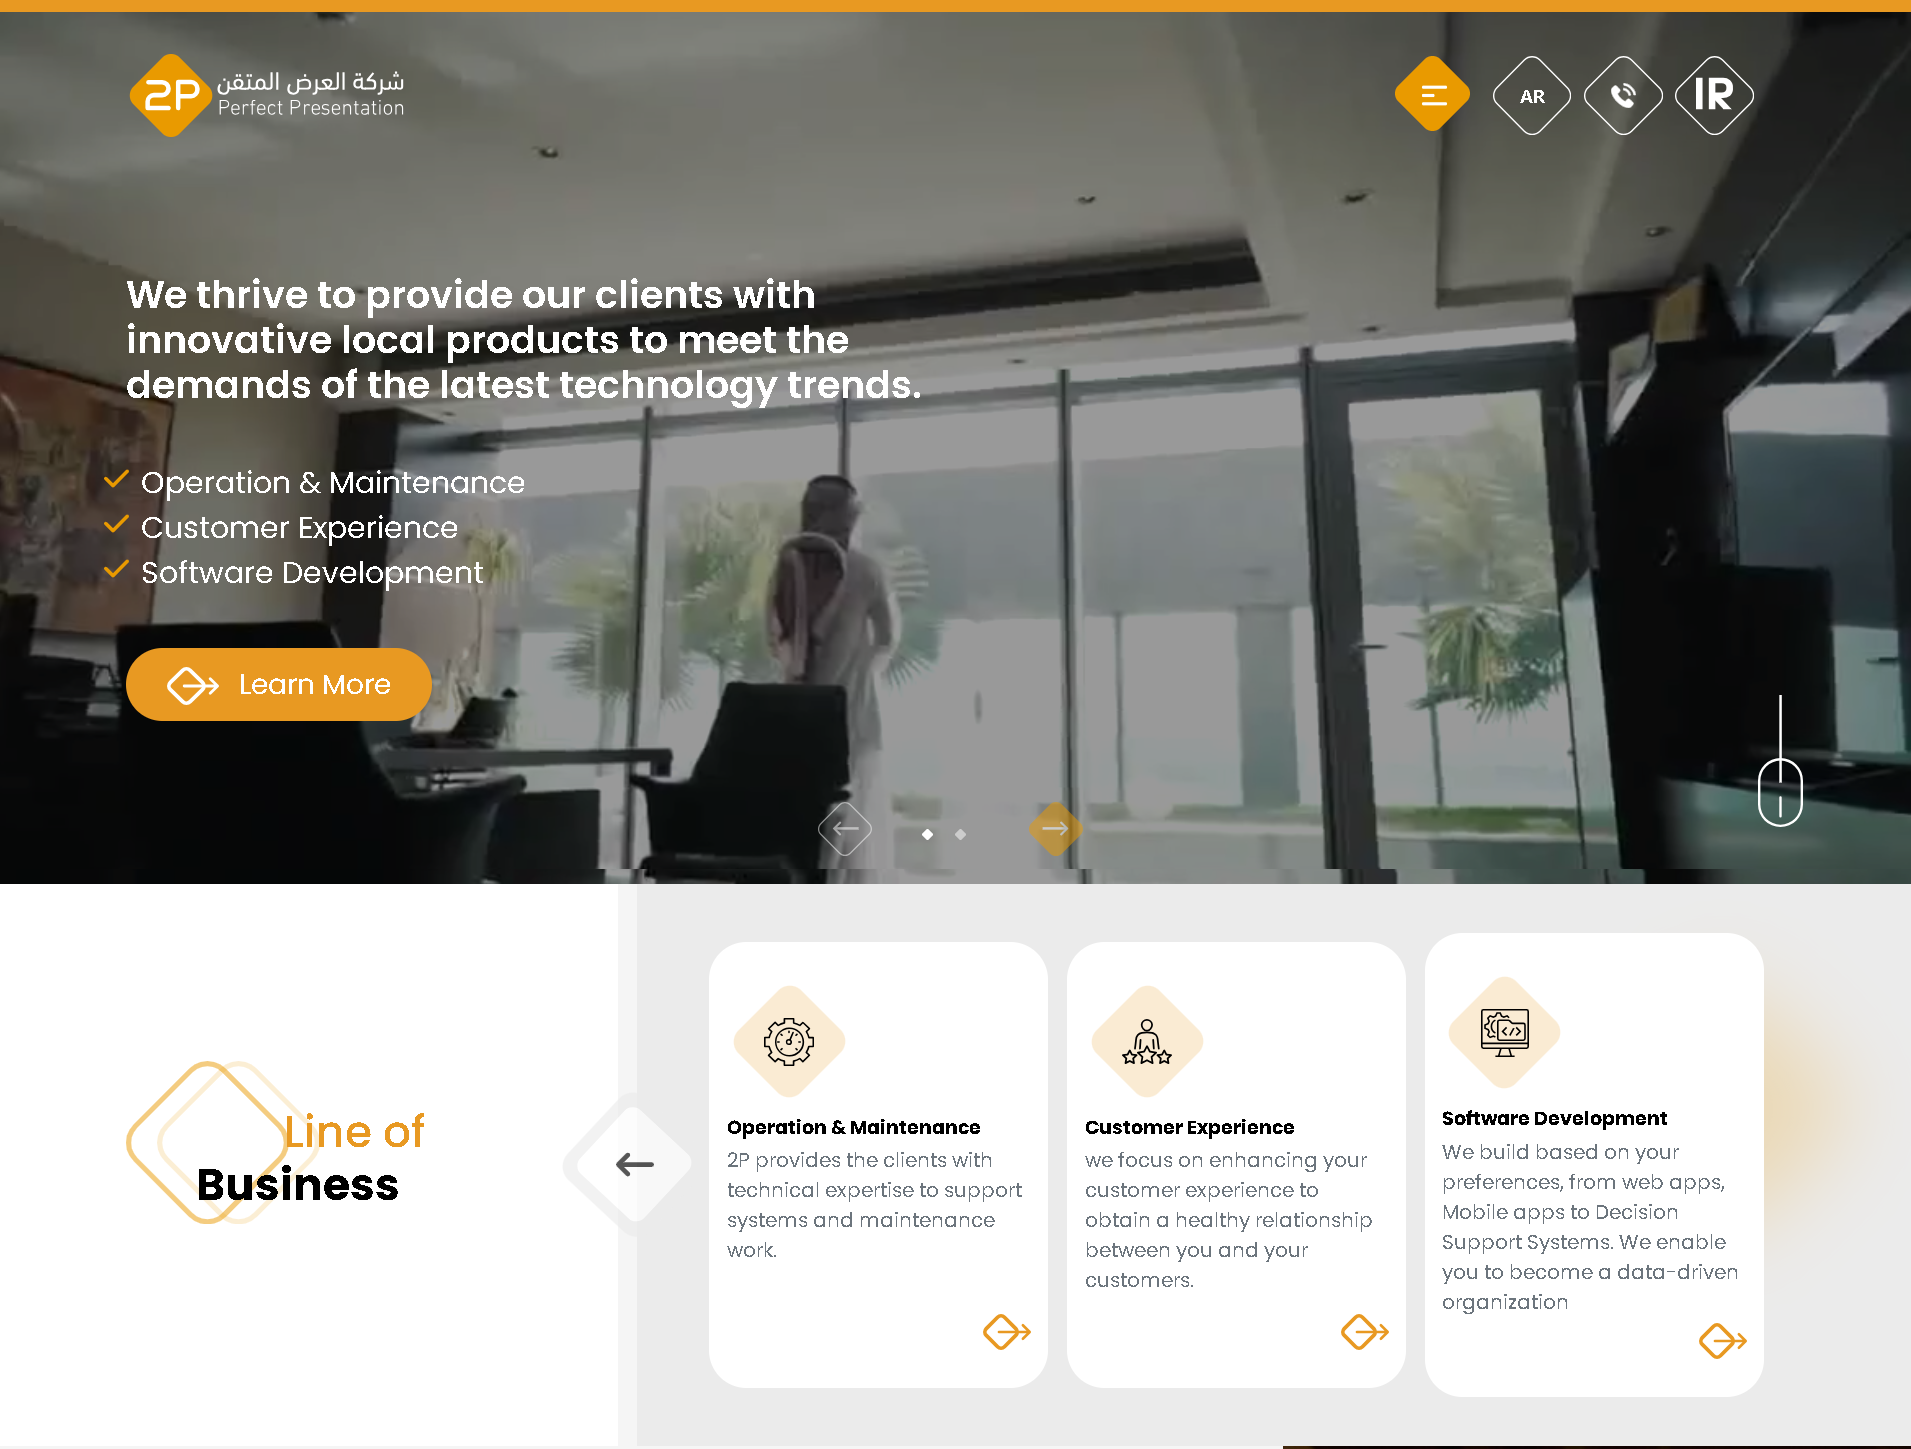 2P
شركة العرض المتقن
Perfect Presentation
AR
IR
We thrive to provide our clients with
innovative local products to meet the
demands of the latest technology trends.
Operation & Maintenance
Customer Experience
Software Development
Learn More
Line of
Business
Operation & Maintenance
2P provides the clients with
technical expertise to support
systems and maintenance
work.
Customer Experience
we focus on enhancing your
customer experience to
obtain a healthy relationship
between you and your
customers.
Software Development
We build based on your
preferences, from web apps,
Mobile apps to Decision
Support Systems. We enable
you to become a data-driven
organization